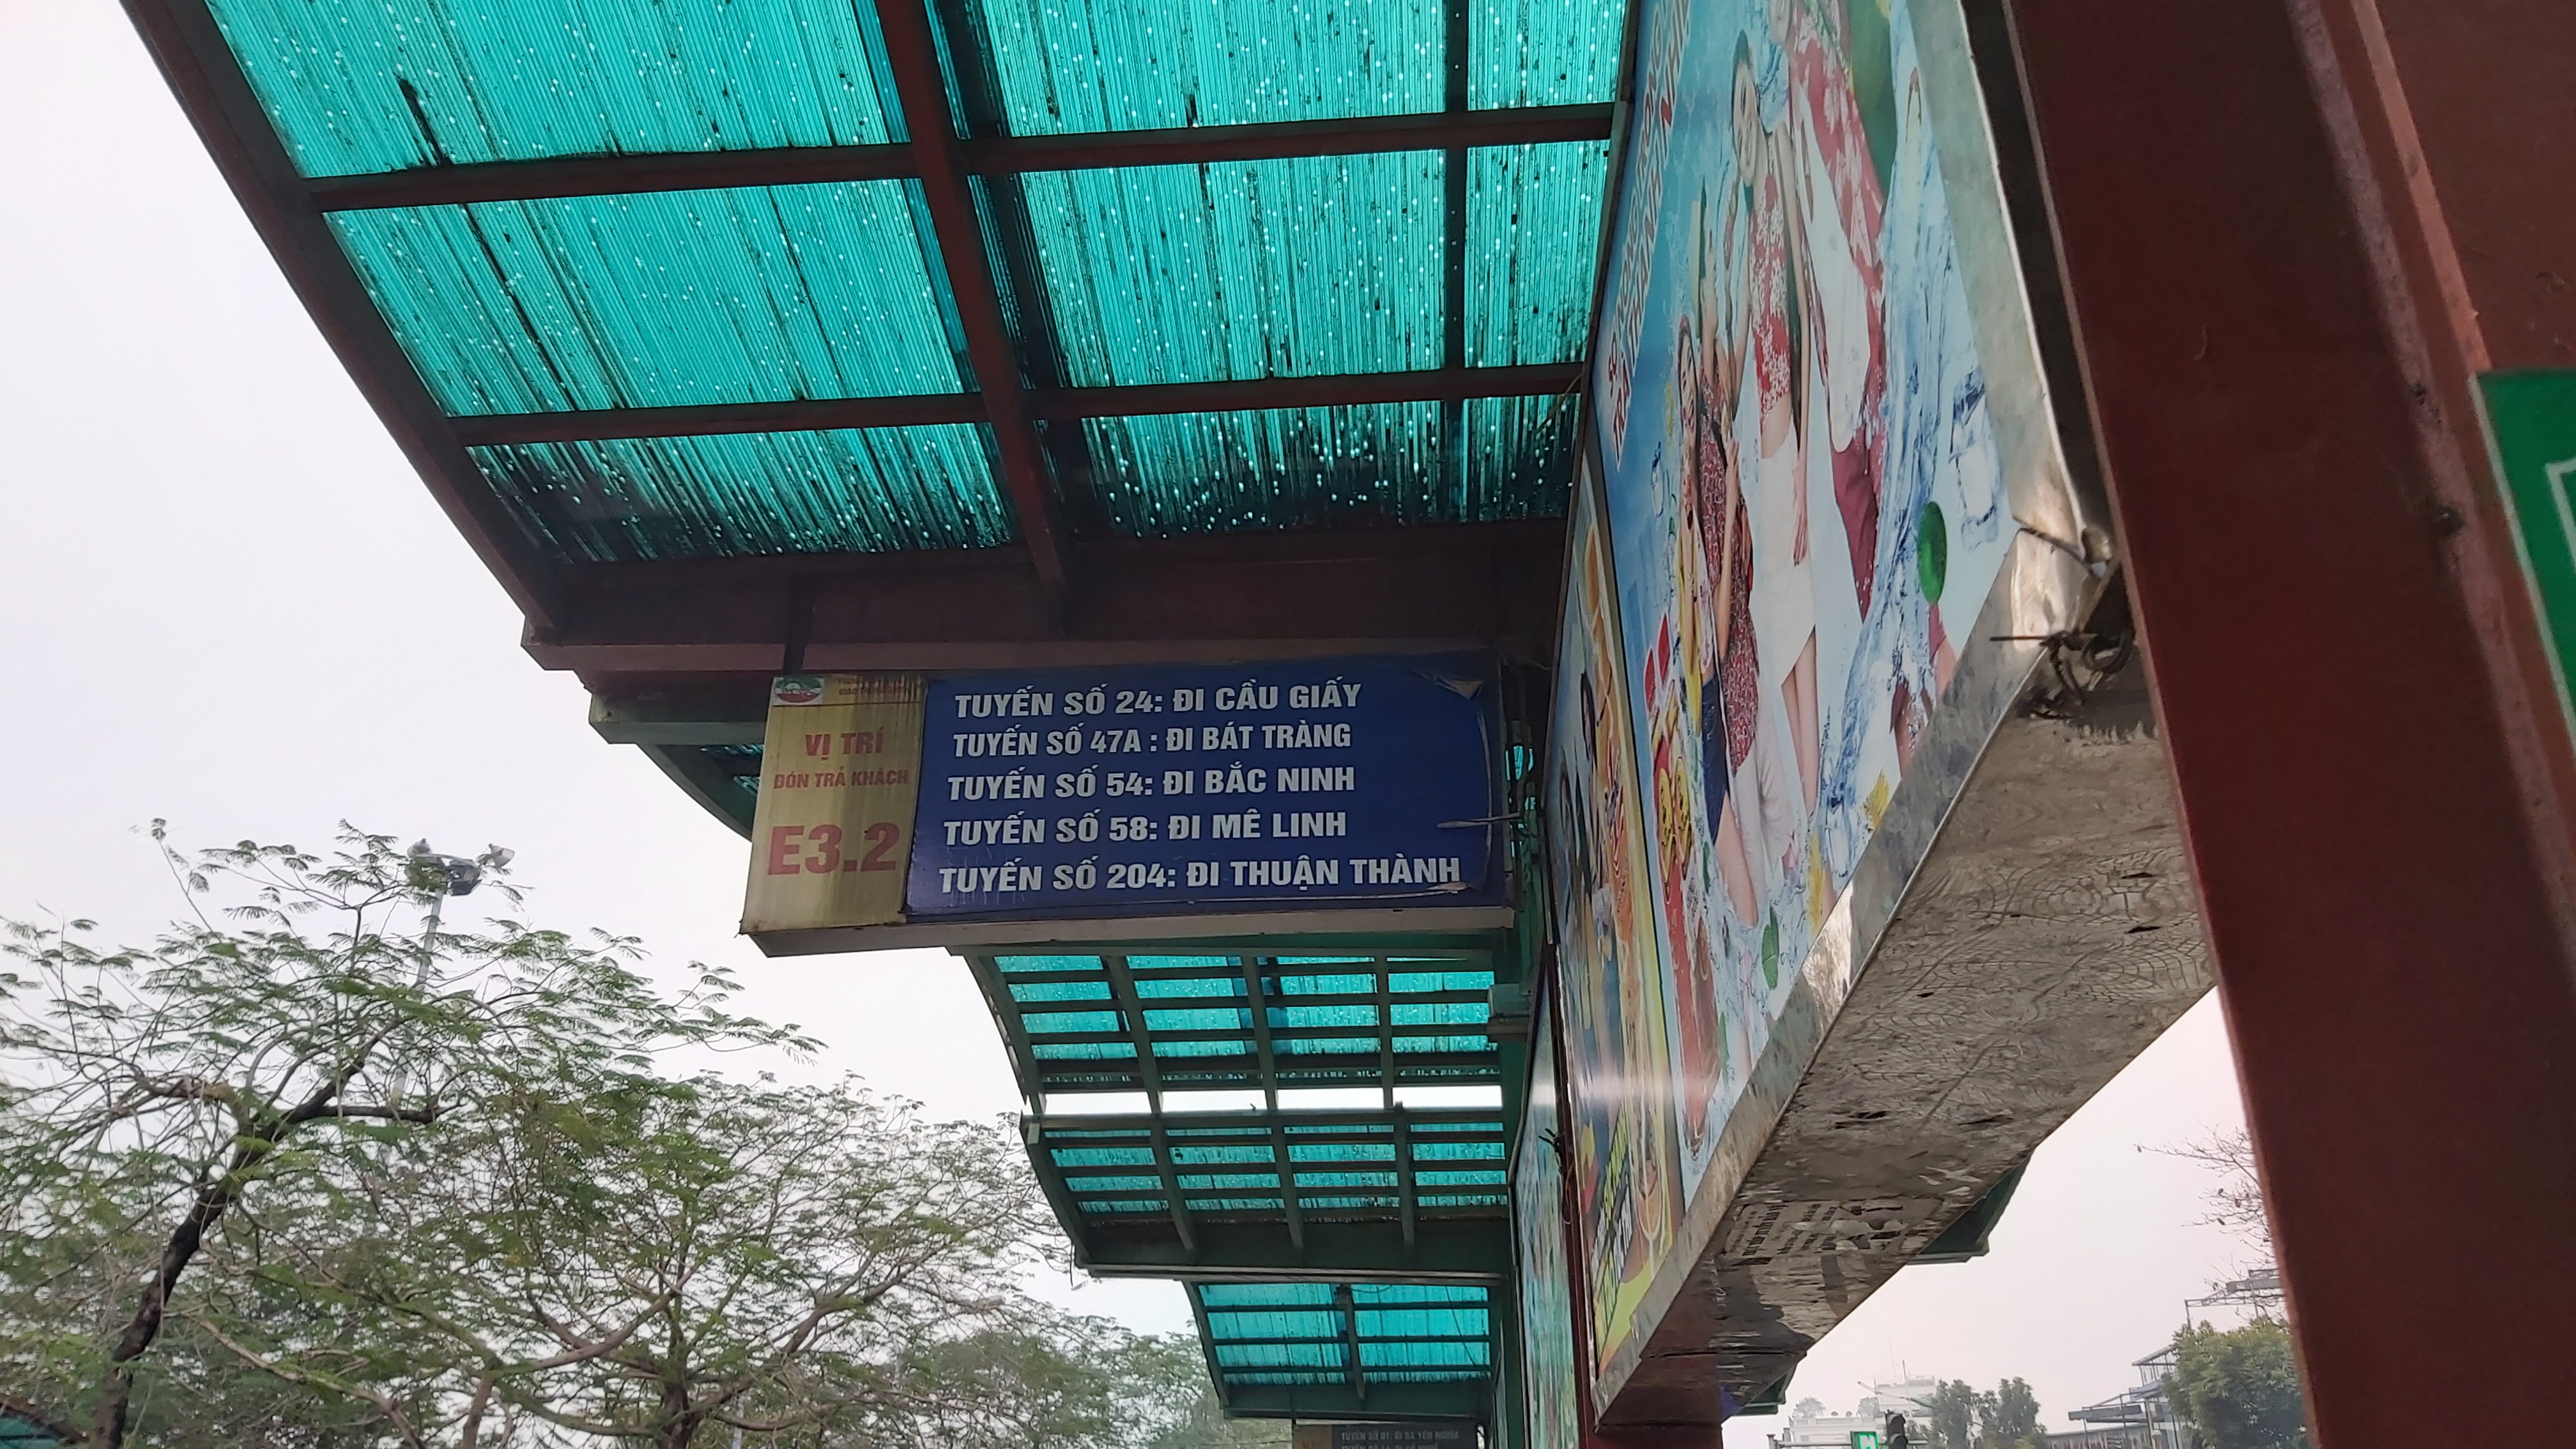 VỊ TRÍ
ĐÓN TRẢ KHÁCH
E3.2
TUYẾN SỐ 24: ĐI CẦU GIẤY
TUYẾN SỐ 47A : ĐI BÁT TRÀNG
TUYẾN SỐ 54: ĐI BẮC NINH
TUYẾN SỐ 58: ĐI MÊ LINH
TUYẾN SỐ 204: ĐI THUẬN THÀNH